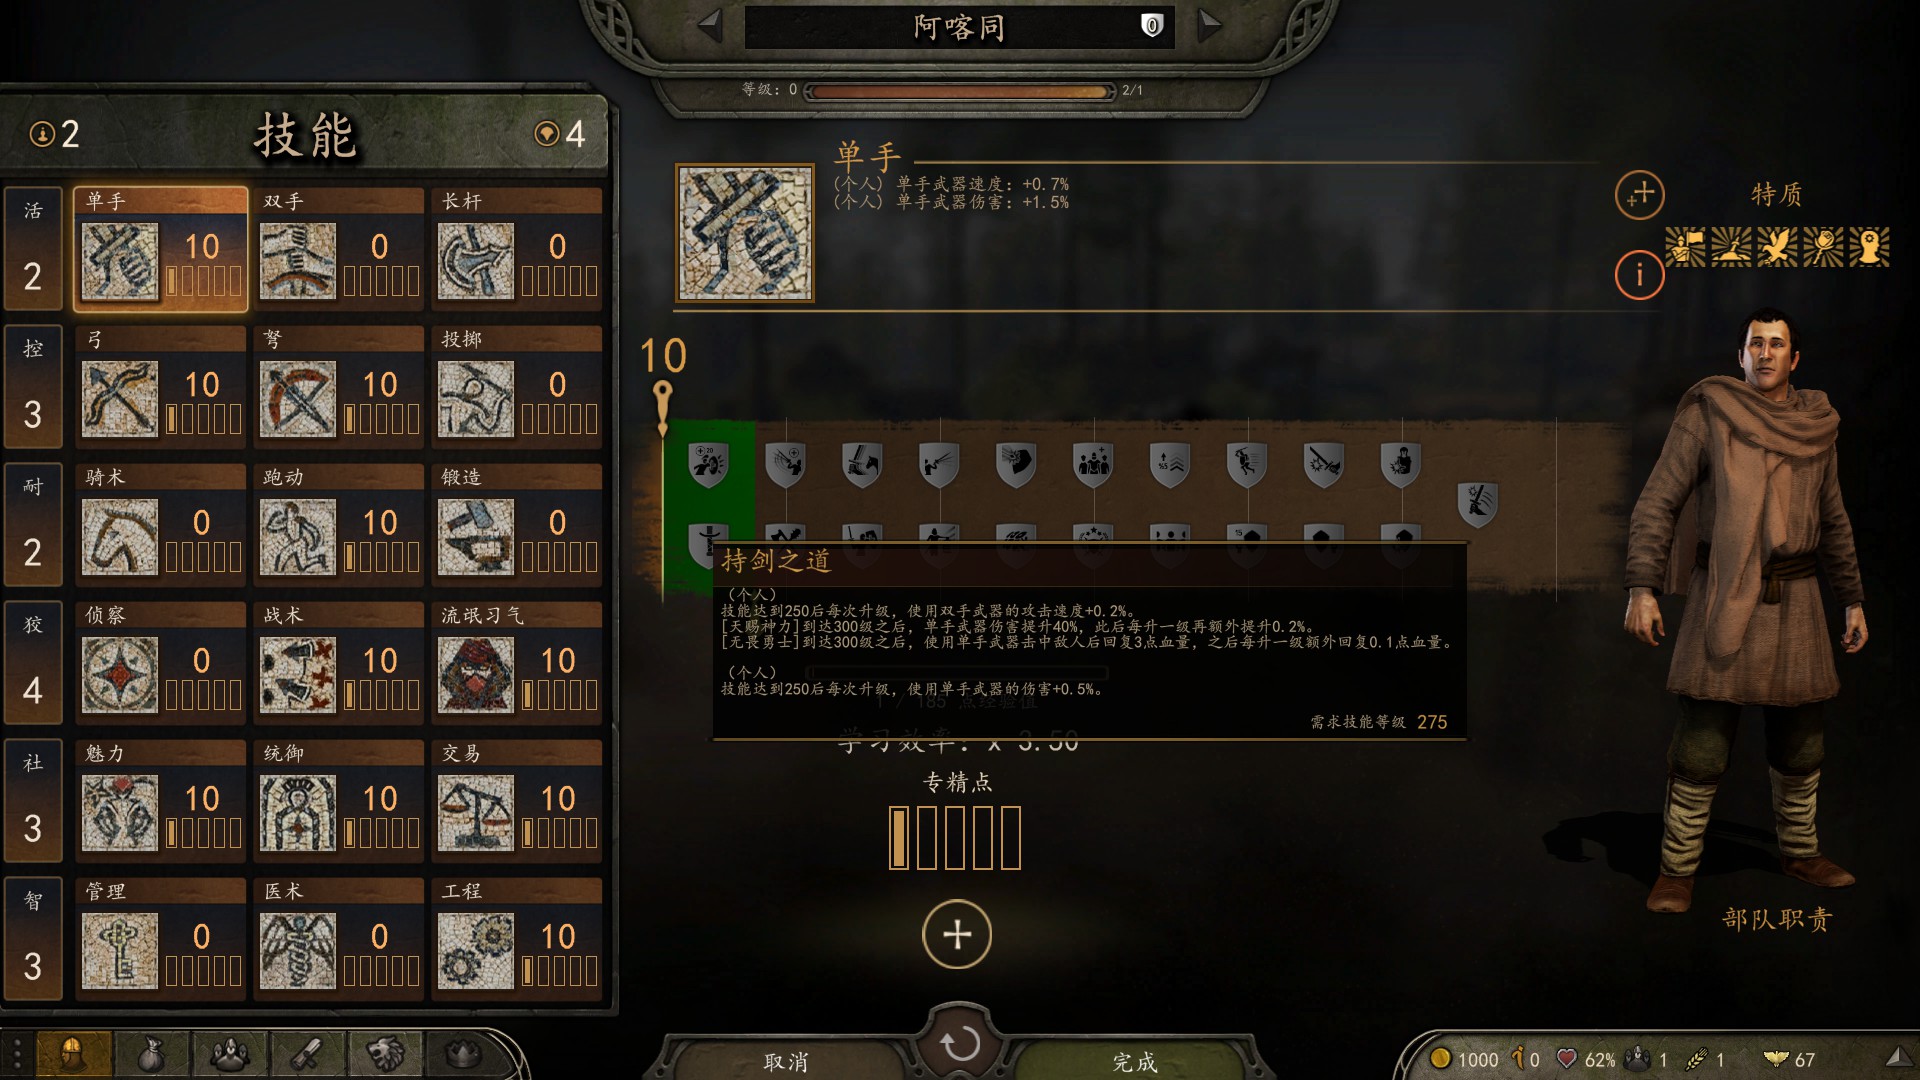 阿喀同
0
等级：0
2/1
2
技能
4
活
2
单手
10
双手
0
长杆
0
控
3
弓
10
弩
10
投掷
0
耐
2
骑术
0
跑动
10
锻造
0
狡
4
侦察
0
战术
10
流氓习气
10
社
3
魅力
10
统御
10
交易
10
智
3
管理
0
医术
0
工程
10
单手
(个人) 单手武器速度：+0.7%
(个人) 单手武器伤害：+1.5%
特质
10
持剑之道
(个人)
技能达到250后每次升级，使用双手武器的攻击速度+0.2%。
[天赐神力]到达300级之后，单手武器伤害提升40%，此后每升一级再额外提升0.2%。
[无畏勇士]到达300级之后，使用单手武器击中敌人后回复3点血量，之后每升一级额外回复0.1点血量。
(个人)
技能达到250后每次升级，使用单手武器的伤害+0.5%。
需求技能等级 275
1 / 185 点经验值
学习效率：x 3.50
专精点
部队职责
取消
完成
1000
0
62%
1
1
67